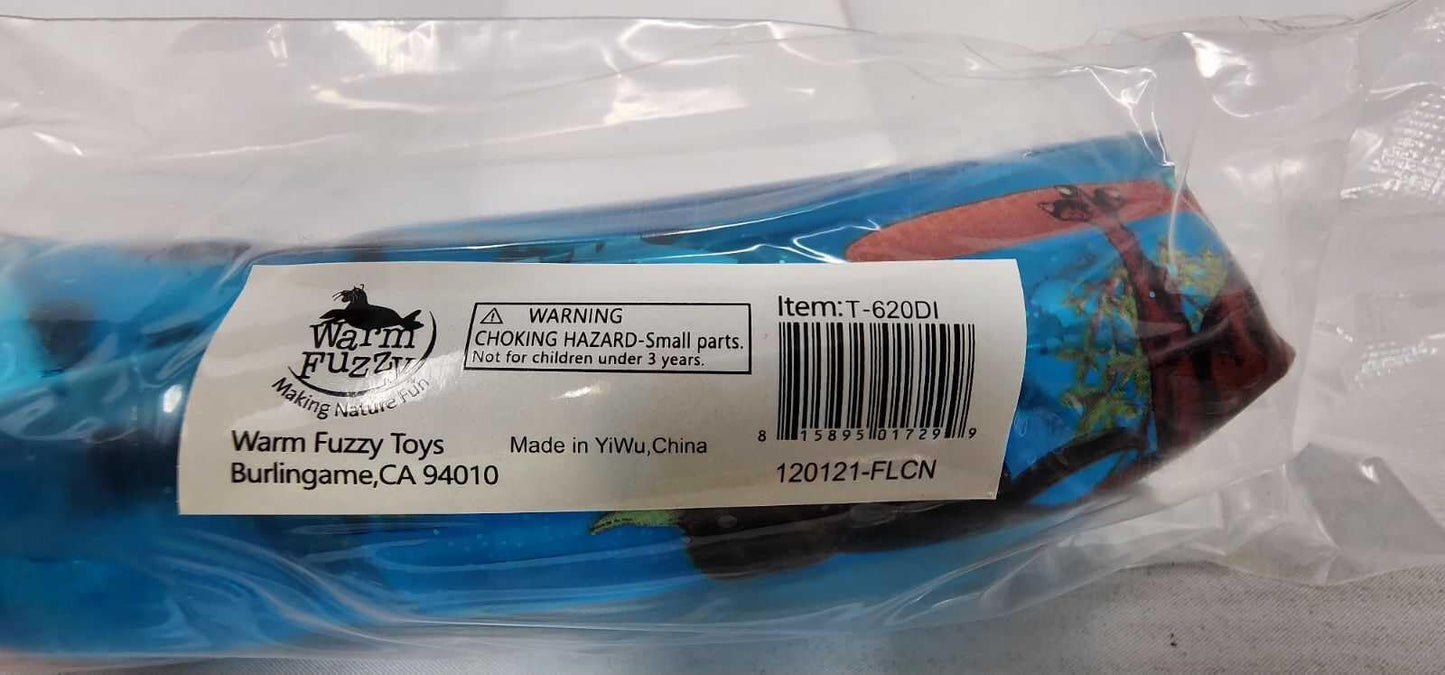 Warm
Fuzzy
Making Nature Fun
Warm Fuzzy Toys
Burlingame,CA 94010
⚠ WARNING
CHOKING HAZARD-Small parts.
Not for children under 3 years.
Made in YiWu,China
Item:T-620DI
8 15895 01729 9
120121-FLCN